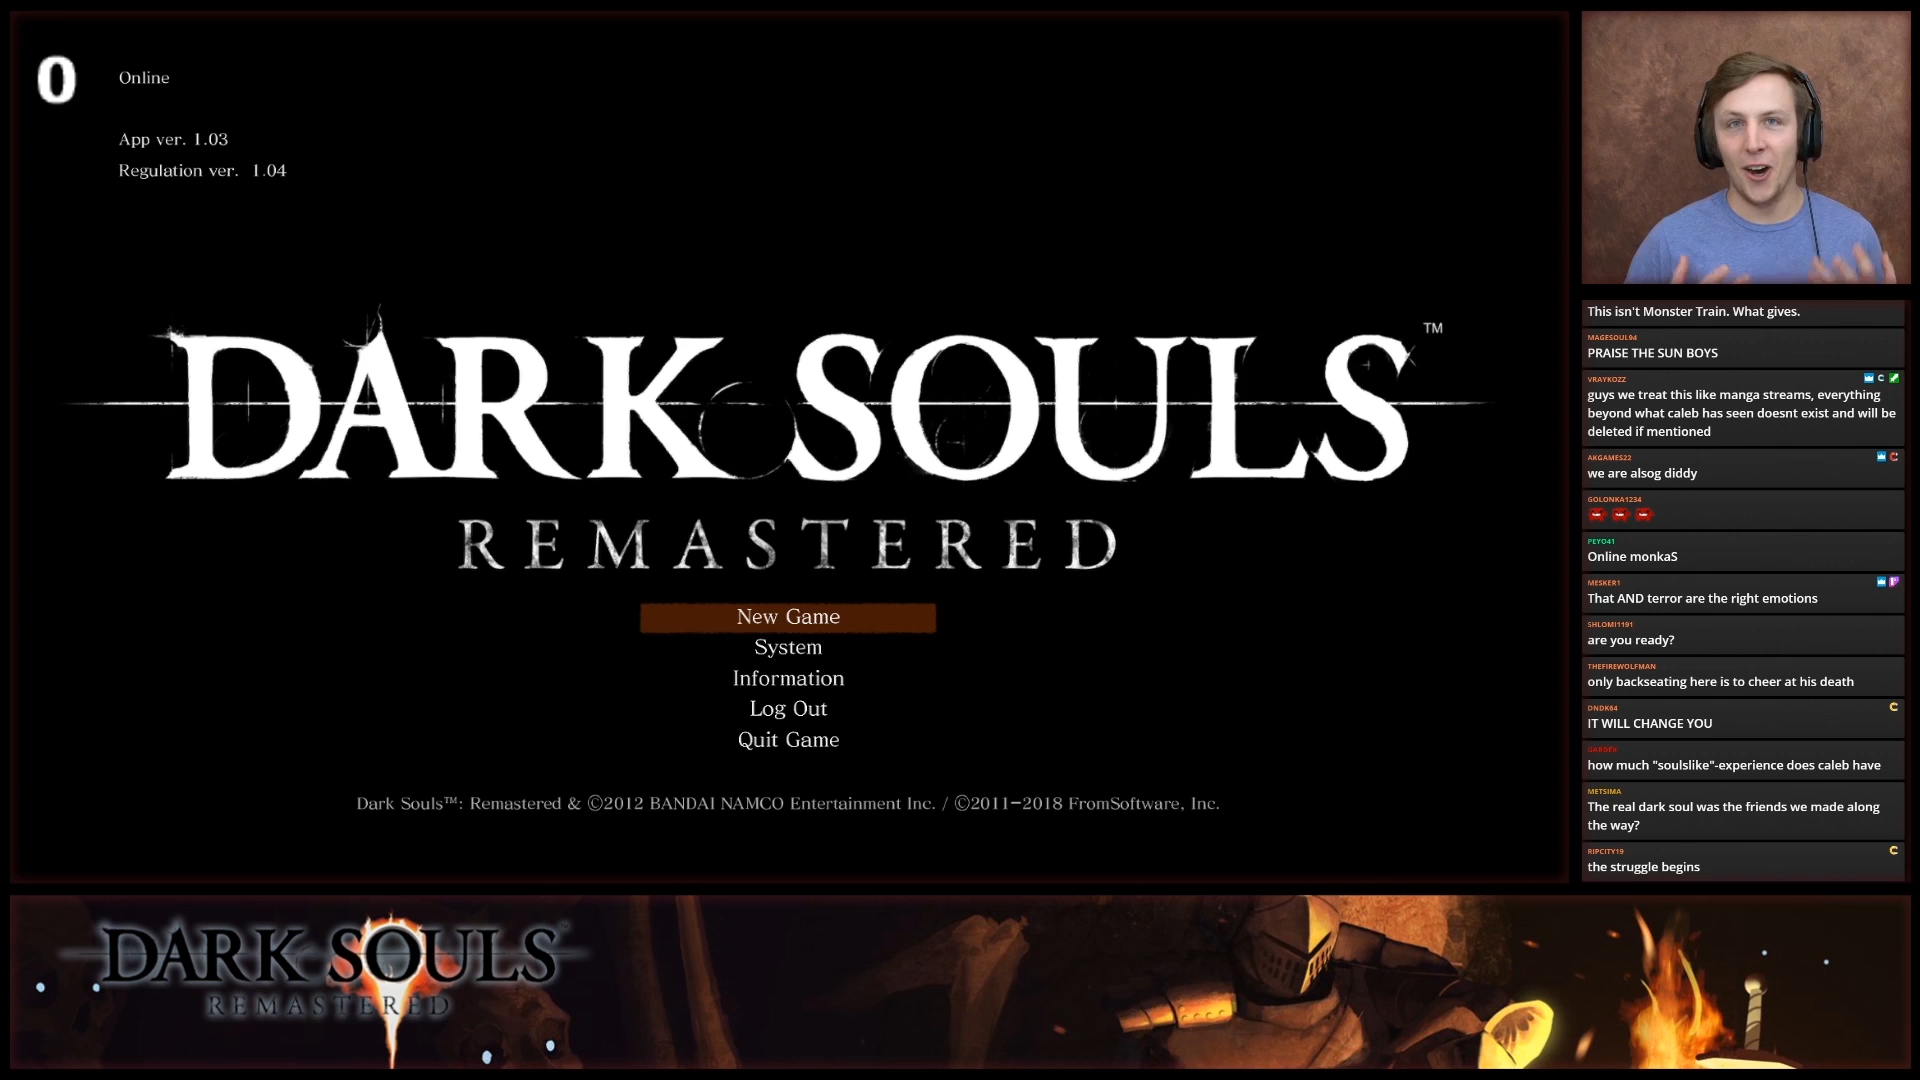 0
Online
App ver. 1.03
Regulation ver. 1.04
DARK SOULS™
REMASTERED
New Game
System
Information
Log Out
Quit Game
Dark Souls™: Remastered & ©2012 BANDAI NAMCO Entertainment Inc. / ©2011−2018 FromSoftware, Inc.
This isn't Monster Train. What gives.
MAGESOUL94
PRAISE THE SUN BOYS
VRAYKOZZ
guys we treat this like manga streams, everything
beyond what caleb has seen doesnt exist and will be
deleted if mentioned
AKGAMES22
we are alsog diddy
GOLONKA1234
PEYO41
Online monkaS
MESKER1
That AND terror are the right emotions
SHLOMI1191
are you ready?
THEFIREWOLFMAN
only backseating here is to cheer at his death
DNDK64
IT WILL CHANGE YOU
how much "soulslike"-experience does caleb have
METSIMA
The real dark soul was the friends we made along
the way?
RIPCITY19
the struggle begins
DARK SOULS™
REMASTERED